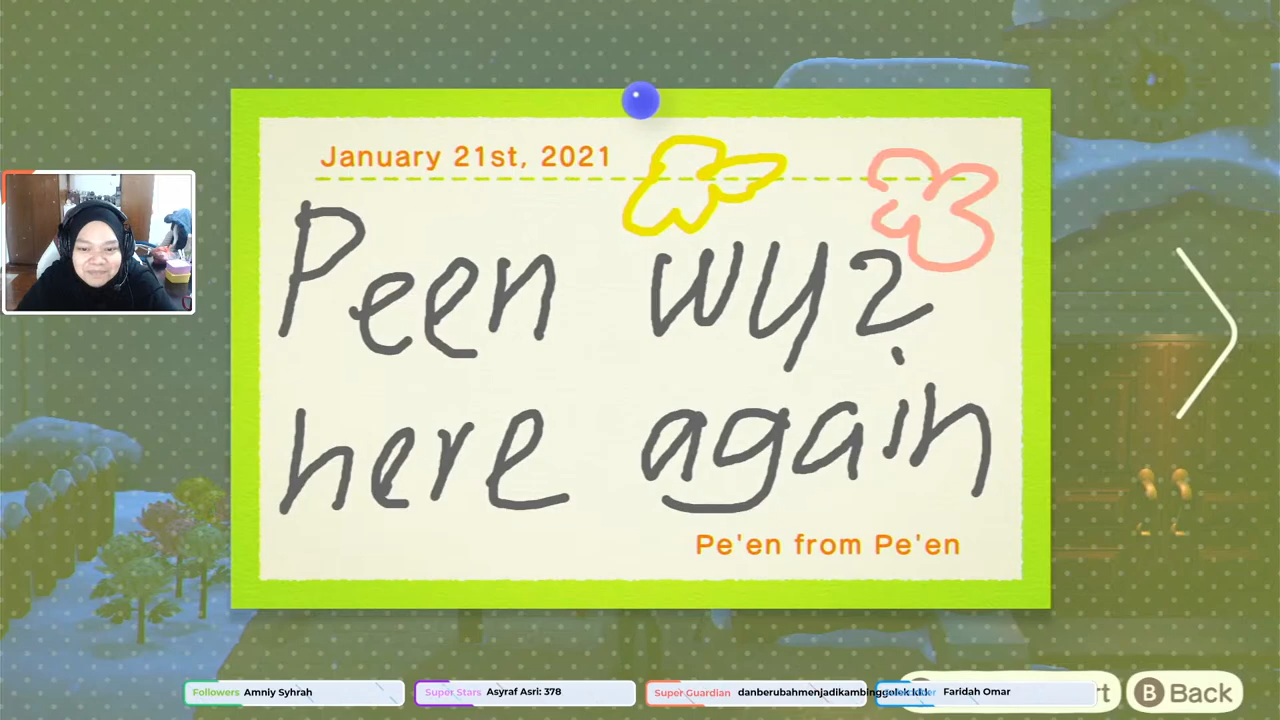 January 21st, 2021
Peen wy?
here again
Pe'en from Pe'en
Followers Amniy Syhrah
Super Stars Asyraf Asri: 378
Super Guardian danberubahmenjadikambinggolek
Faridah Omar
B Back